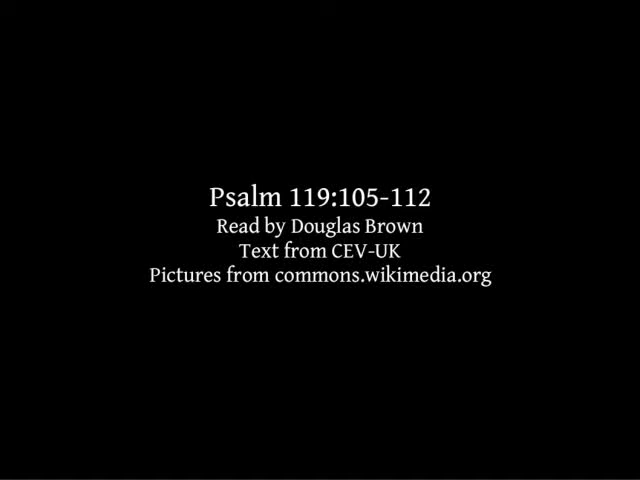 Psalm 119:105-112
Read by Douglas Brown
Text from CEV-UK
Pictures from commons.wikimedia.org